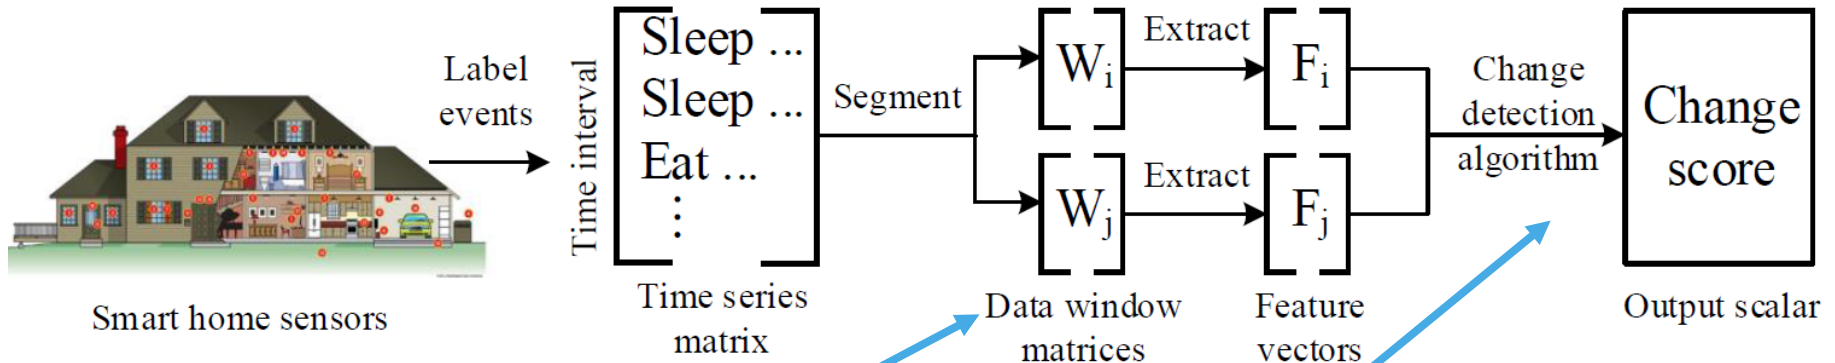 Smart home sensors
Label
events
Time interval
Sleep ...
Sleep ...
Eat ...
⋮
Time series
matrix
Segment
Wi
Wj
Data window
matrices
Extract
Extract
Fi
Fj
Feature
vectors
Change
detection
algorithm
Change
score
Output scalar